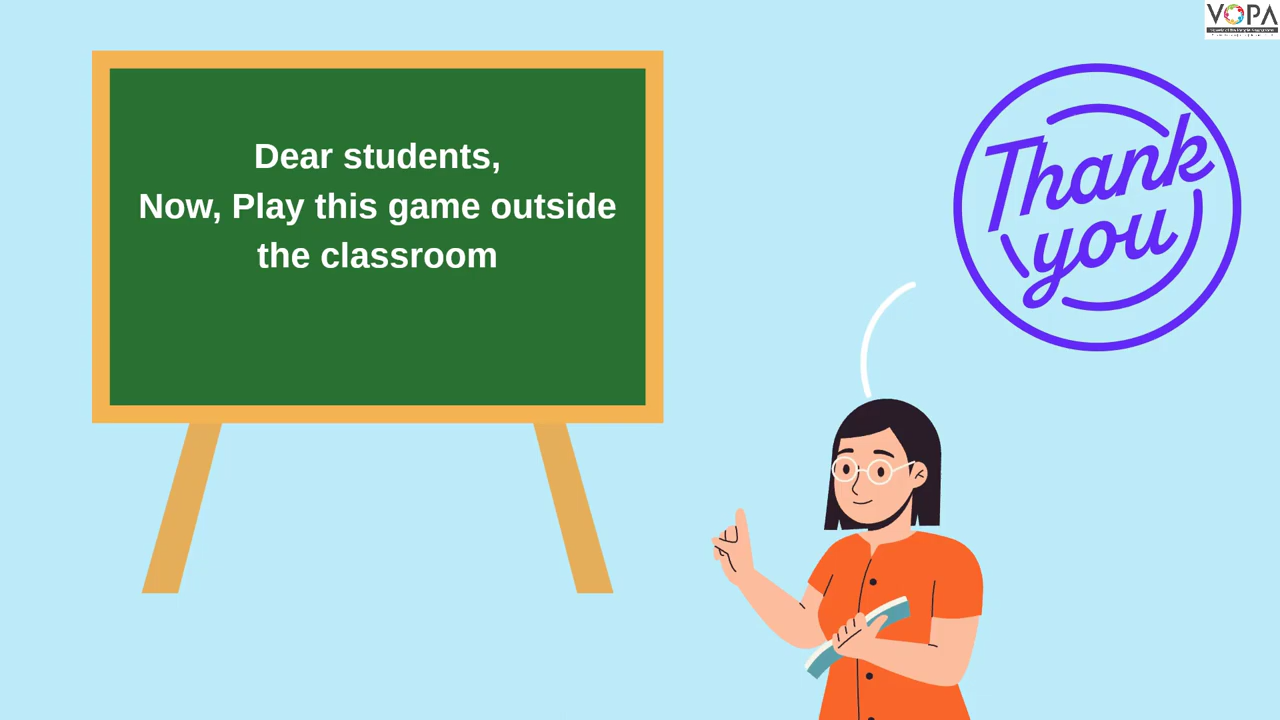 VOPA
Dear students,
Now, Play this game outside
the classroom
Thank
you